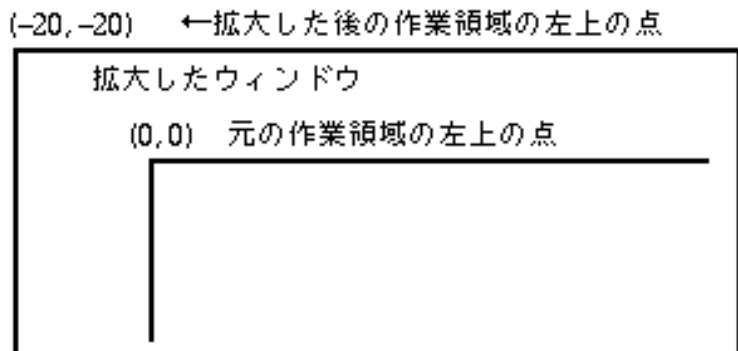 (-20,-20) ←拡大した後の作業領域の左上の点
拡大したウィンドウ
(0,0) 元の作業領域の左上の点